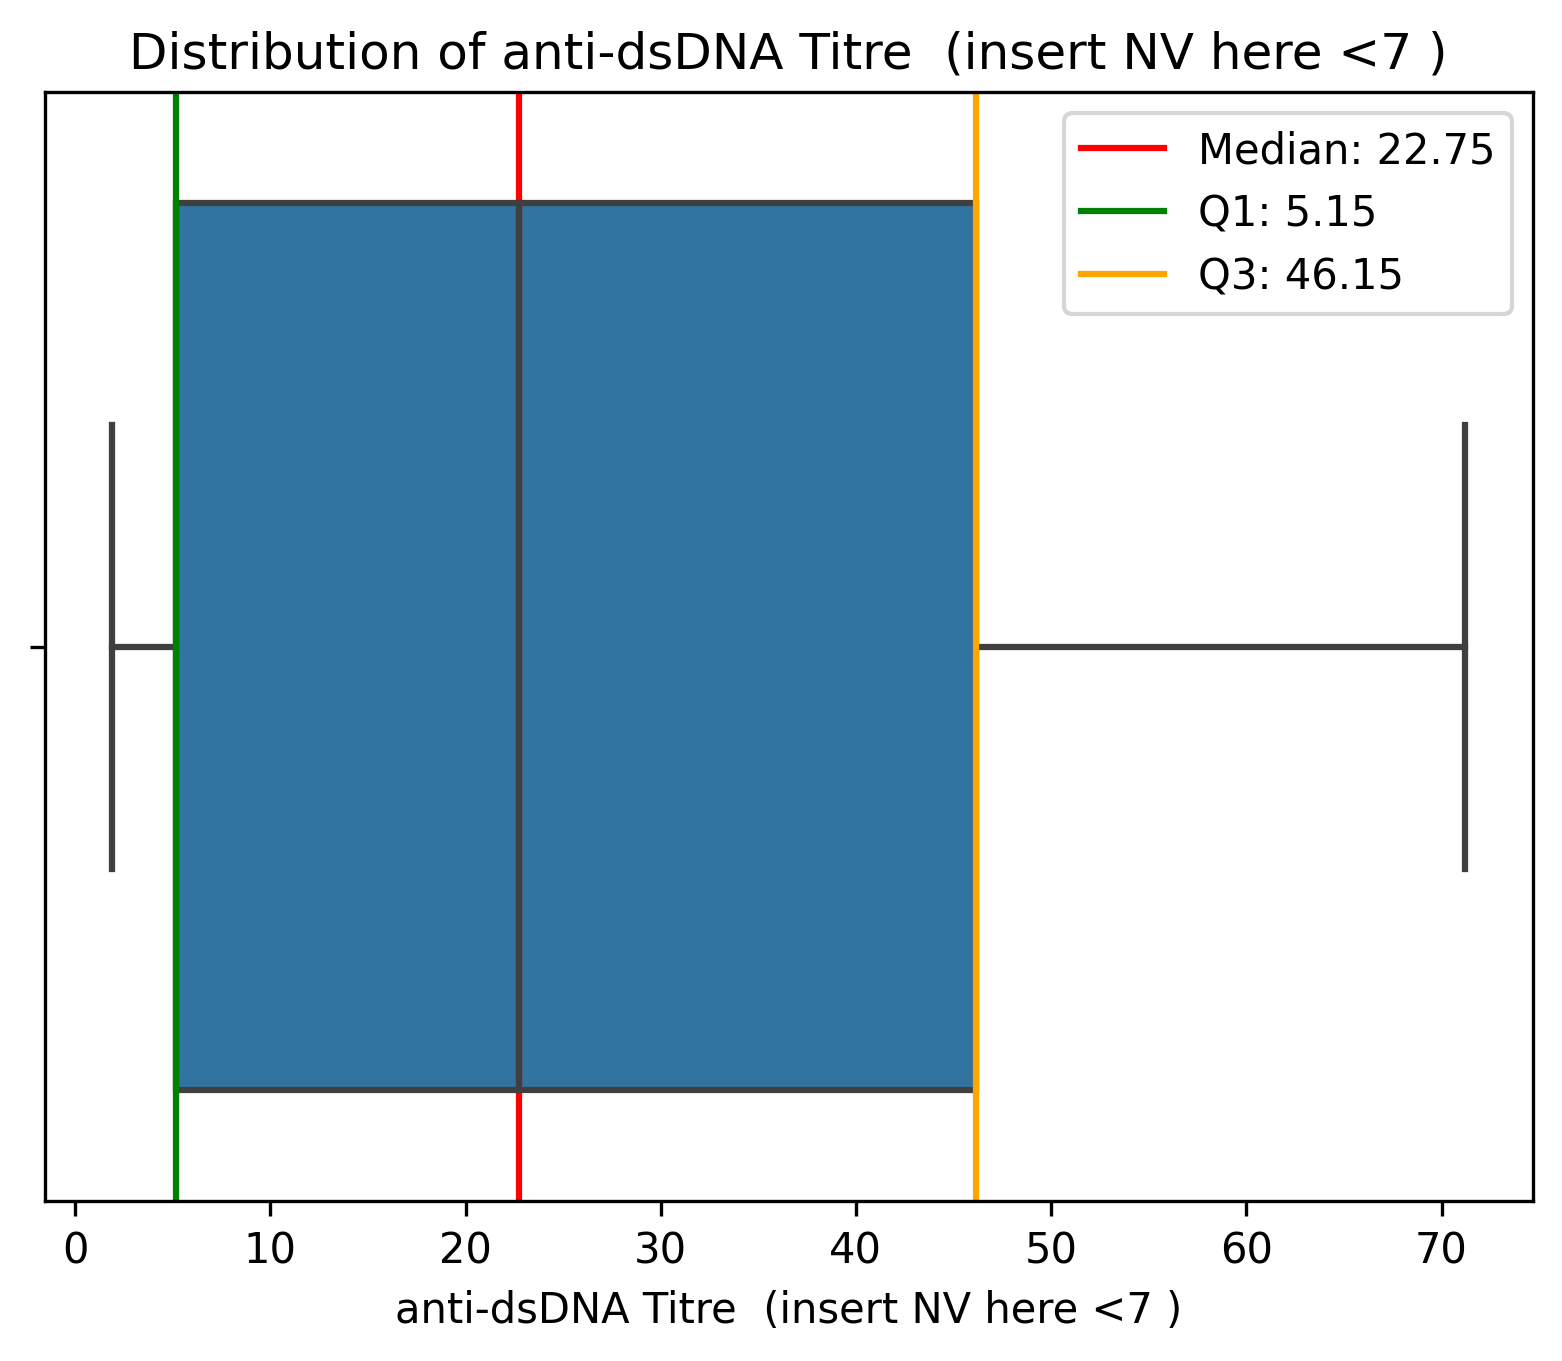 Distribution of anti-dsDNA Titre  (insert NV here <7 )
Median: 22.75
Q1: 5.15
Q3: 46.15
0 10 20 30 40 50 60 70
anti-dsDNA Titre  (insert NV here <7 )